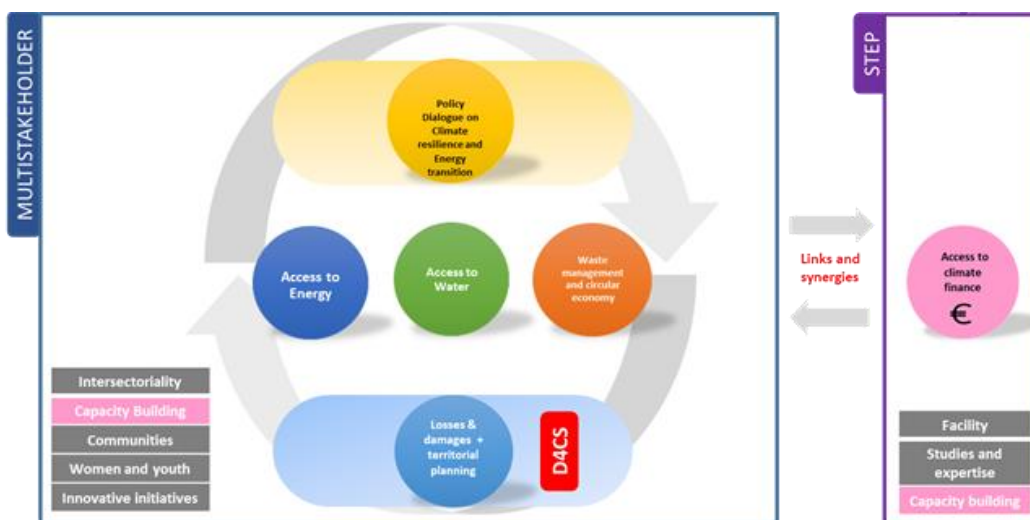 MULTISTAKEHOLDER
Policy
Dialogue on
Climate
resilience and
Energy
transition
Access to
Energy
Access to
Water
Waste
management
and circular
economy
Losses &
damages +
territorial
planning
D4CS
Intersectoriality
Capacity Building
Communities
Women and youth
Innovative initiatives
Links and
synergies
STEP
Access to
climate
finance
€
Facility
Studies and
expertise
Capacity building